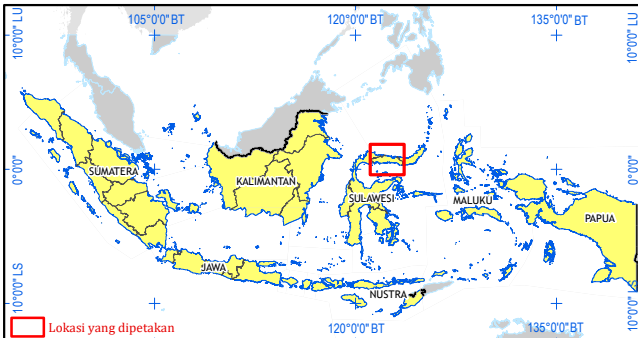 105°0'0"BT 120°0'0"BT 135°0'0"BT
10°0'0" LU 10°0'0" LU
SUMATERA
KALIMANTAN
SULAWESI
MALUKU
PAPUA
0°0'0" 0°0'0"
JAWA
NUSTRA
10°0'0"LS 10°0'0"LS
Lokasi yang dipetakan
120°0'0"BT 135°0'0"BT